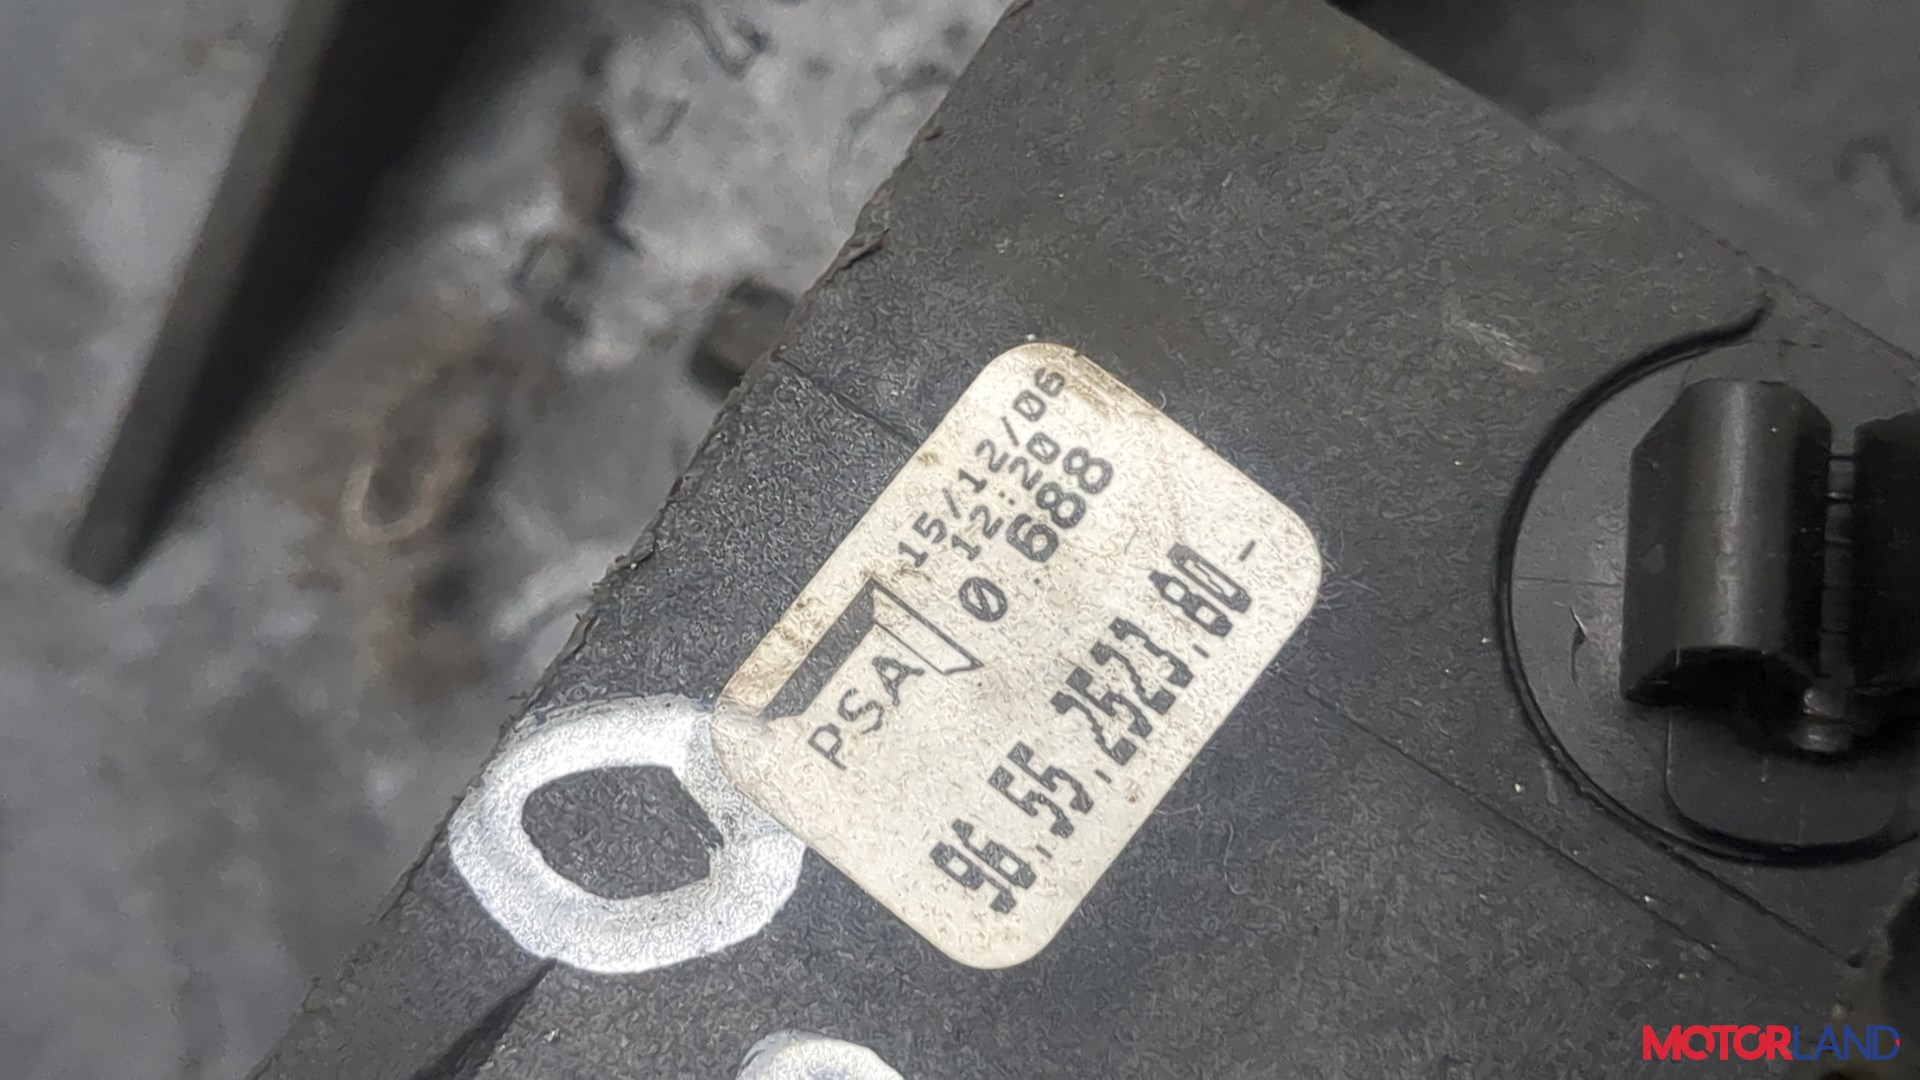 15/12/06
12:20
0 688
PSA
96.55.2523.80-
MOTORLAND